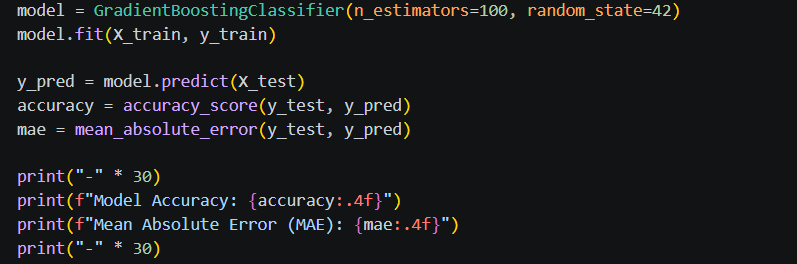 model = GradientBoostingClassifier(n_estimators=100, random_state=42)
model.fit(X_train, y_train)
y_pred = model.predict(X_test)
accuracy = accuracy_score(y_test, y_pred)
mae = mean_absolute_error(y_test, y_pred)
print("-" * 30)
print(f"Model Accuracy: {accuracy:.4f}")
print(f"Mean Absolute Error (MAE): {mae:.4f}")
print("-" * 30)